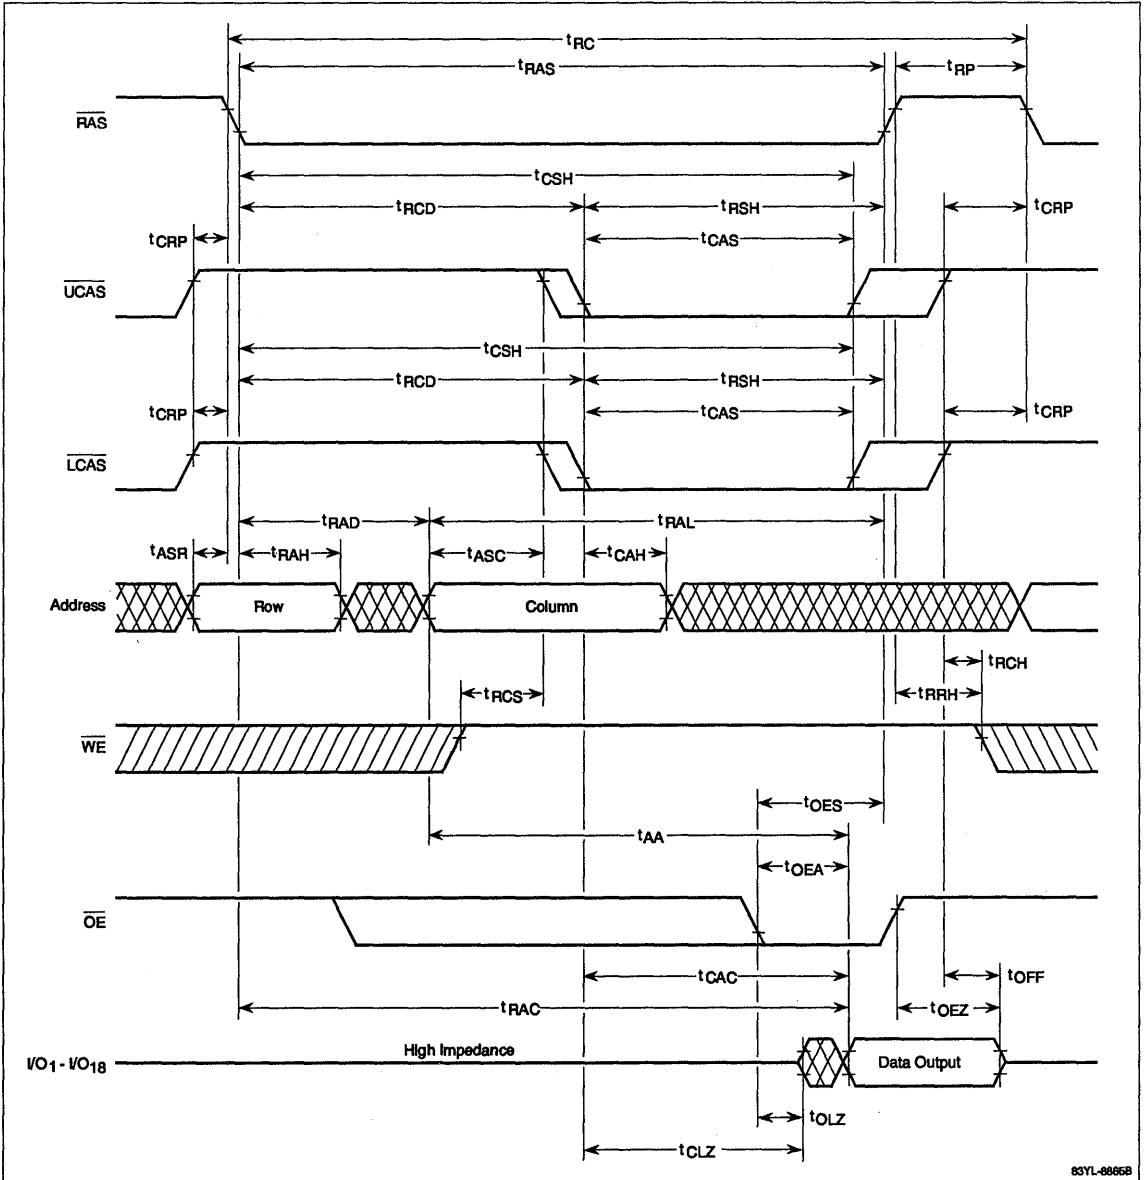 tRC
tRAS
tRP
RAS
tCSH
tRCD
tRSH
tCRP
tCRP
tCAS
UCAS
tCSH
tRCD
tRSH
tCRP
tCAS
tCRP
LCAS
tRAD
tRAL
tASR
tRAH
tASC
tCAH
Address
Row
Column
tRCH
tRCS
tRRH
WE
tOES
tAA
tOEA
OE
tCAC
tOFF
tRAC
tOEZ
High Impedance
I/O1 - I/O18
Data Output
tOLZ
tCLZ
83YL-8865B